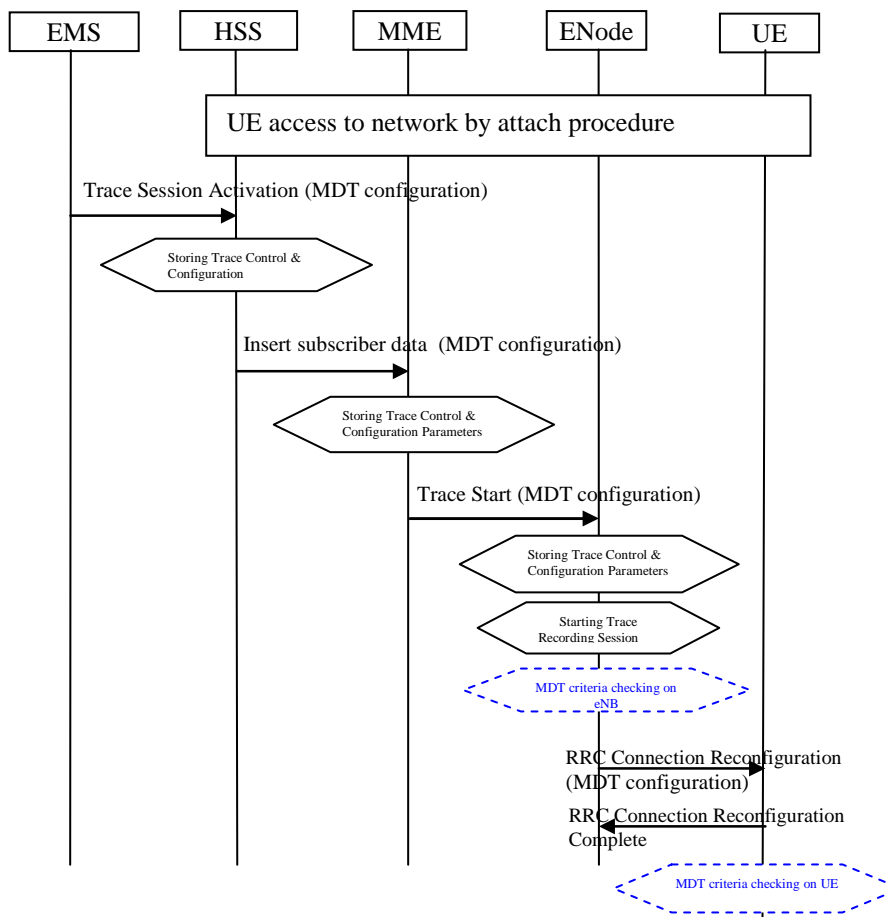 EMS
HSS
MME
ENode
UE
UE access to network by attach procedure
Trace Session Activation (MDT configuration)
Storing Trace Control &
Configuration
Insert subscriber data (MDT configuration)
Storing Trace Control &
Configuration Parameters
Trace Start (MDT configuration)
Storing Trace Control &
Configuration Parameters
Starting Trace
Recording Session
MDT criteria checking on
eNB
RRC Connection Reconfiguration
(MDT configuration)
RRC Connection Reconfiguration
Complete
MDT criteria checking on UE